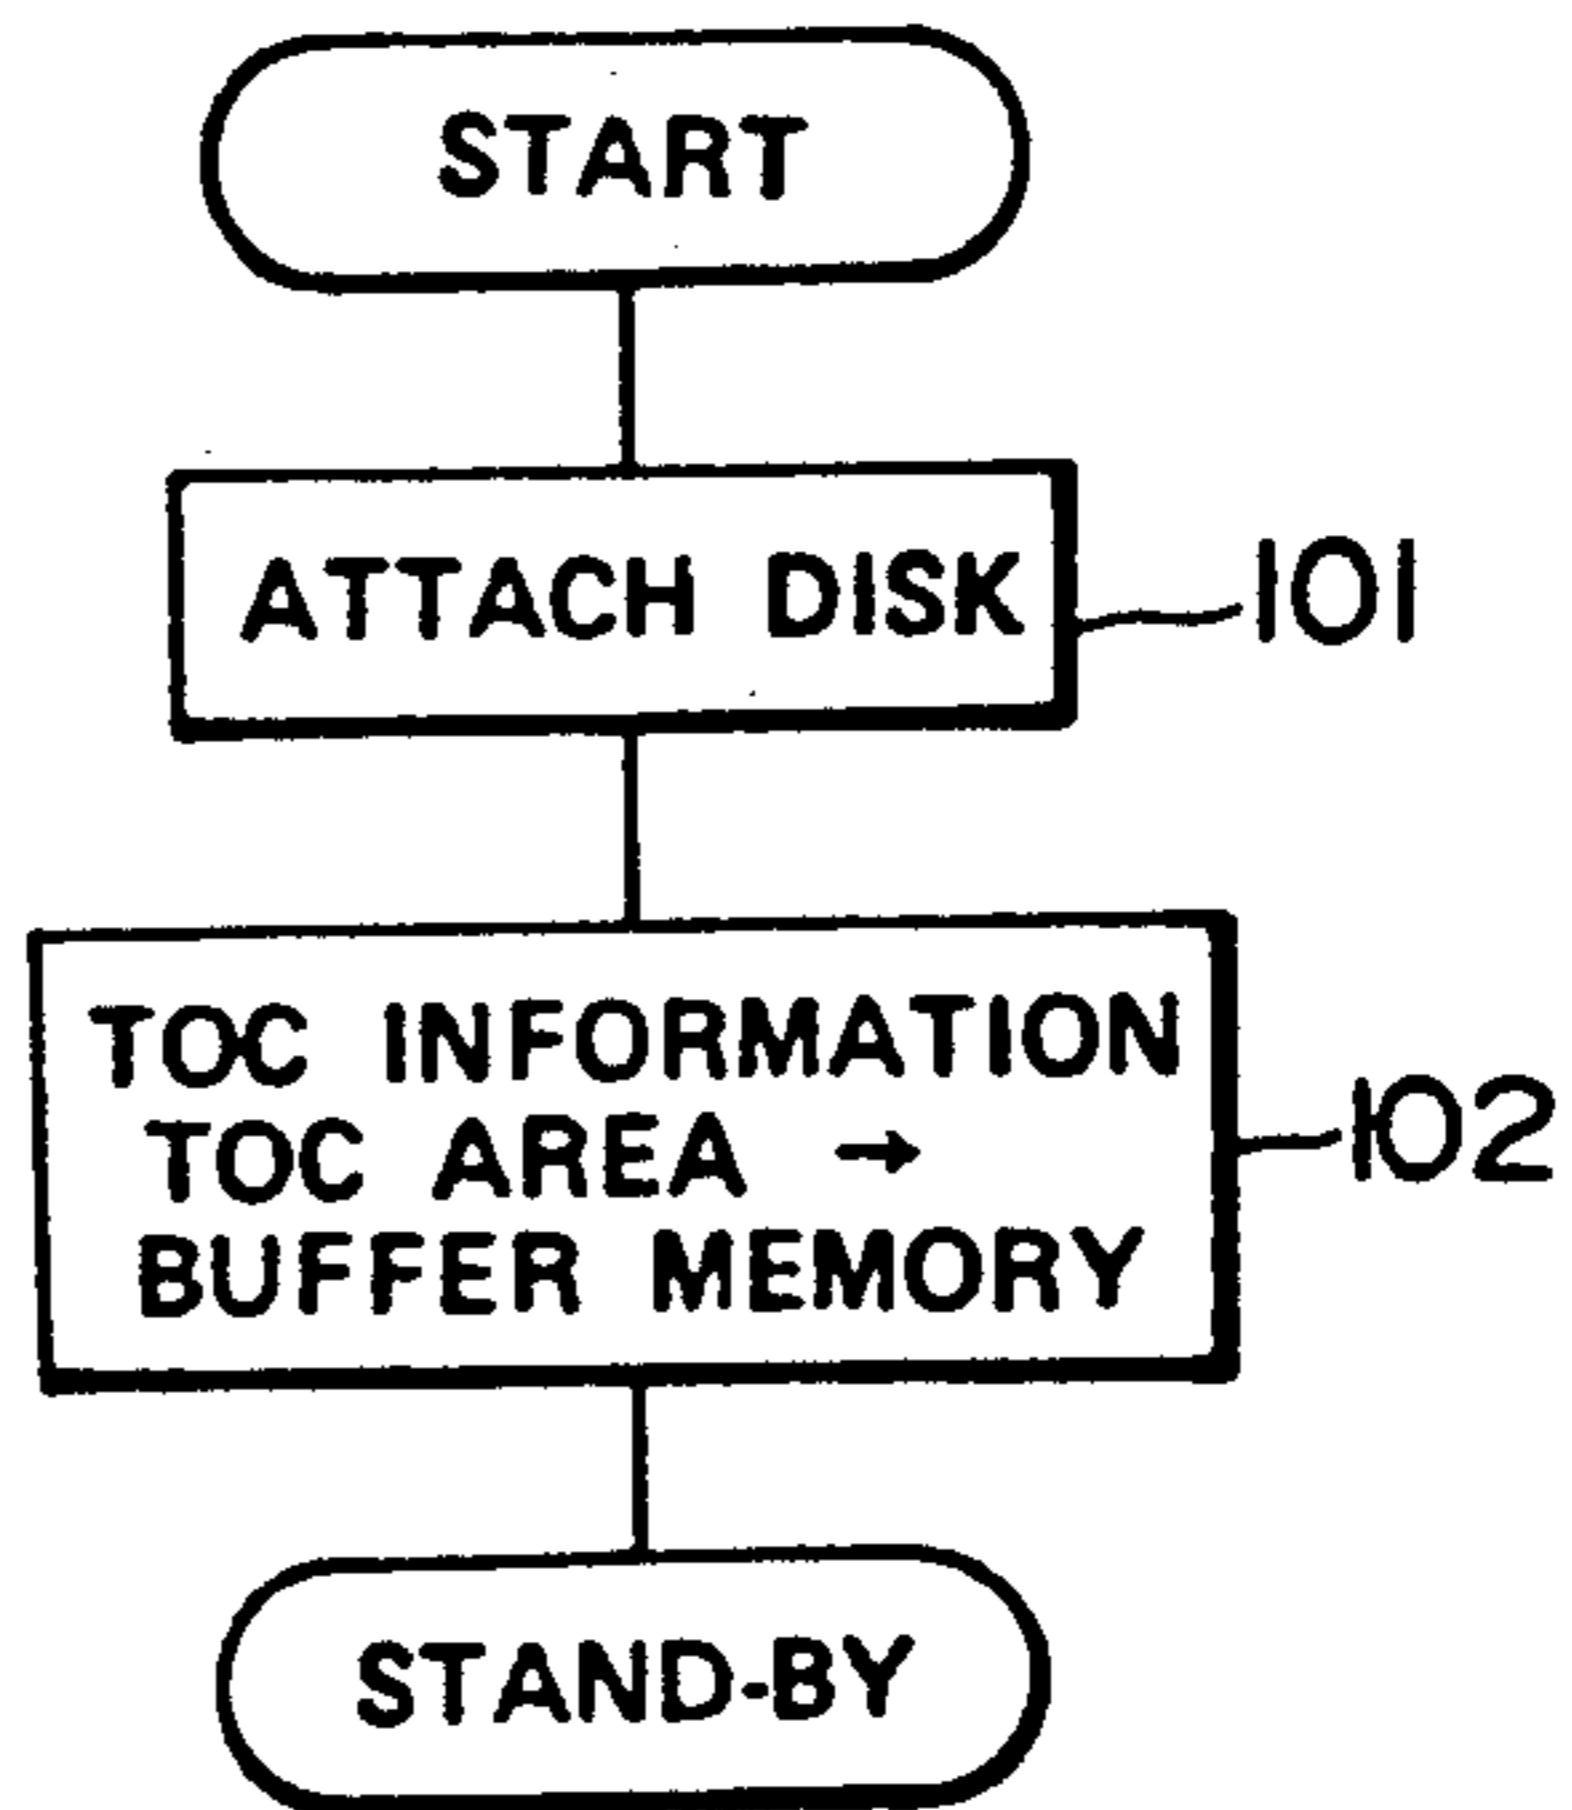 START
ATTACH DISK
101
TOC INFORMATION
TOC AREA →
BUFFER MEMORY
102
STAND-BY